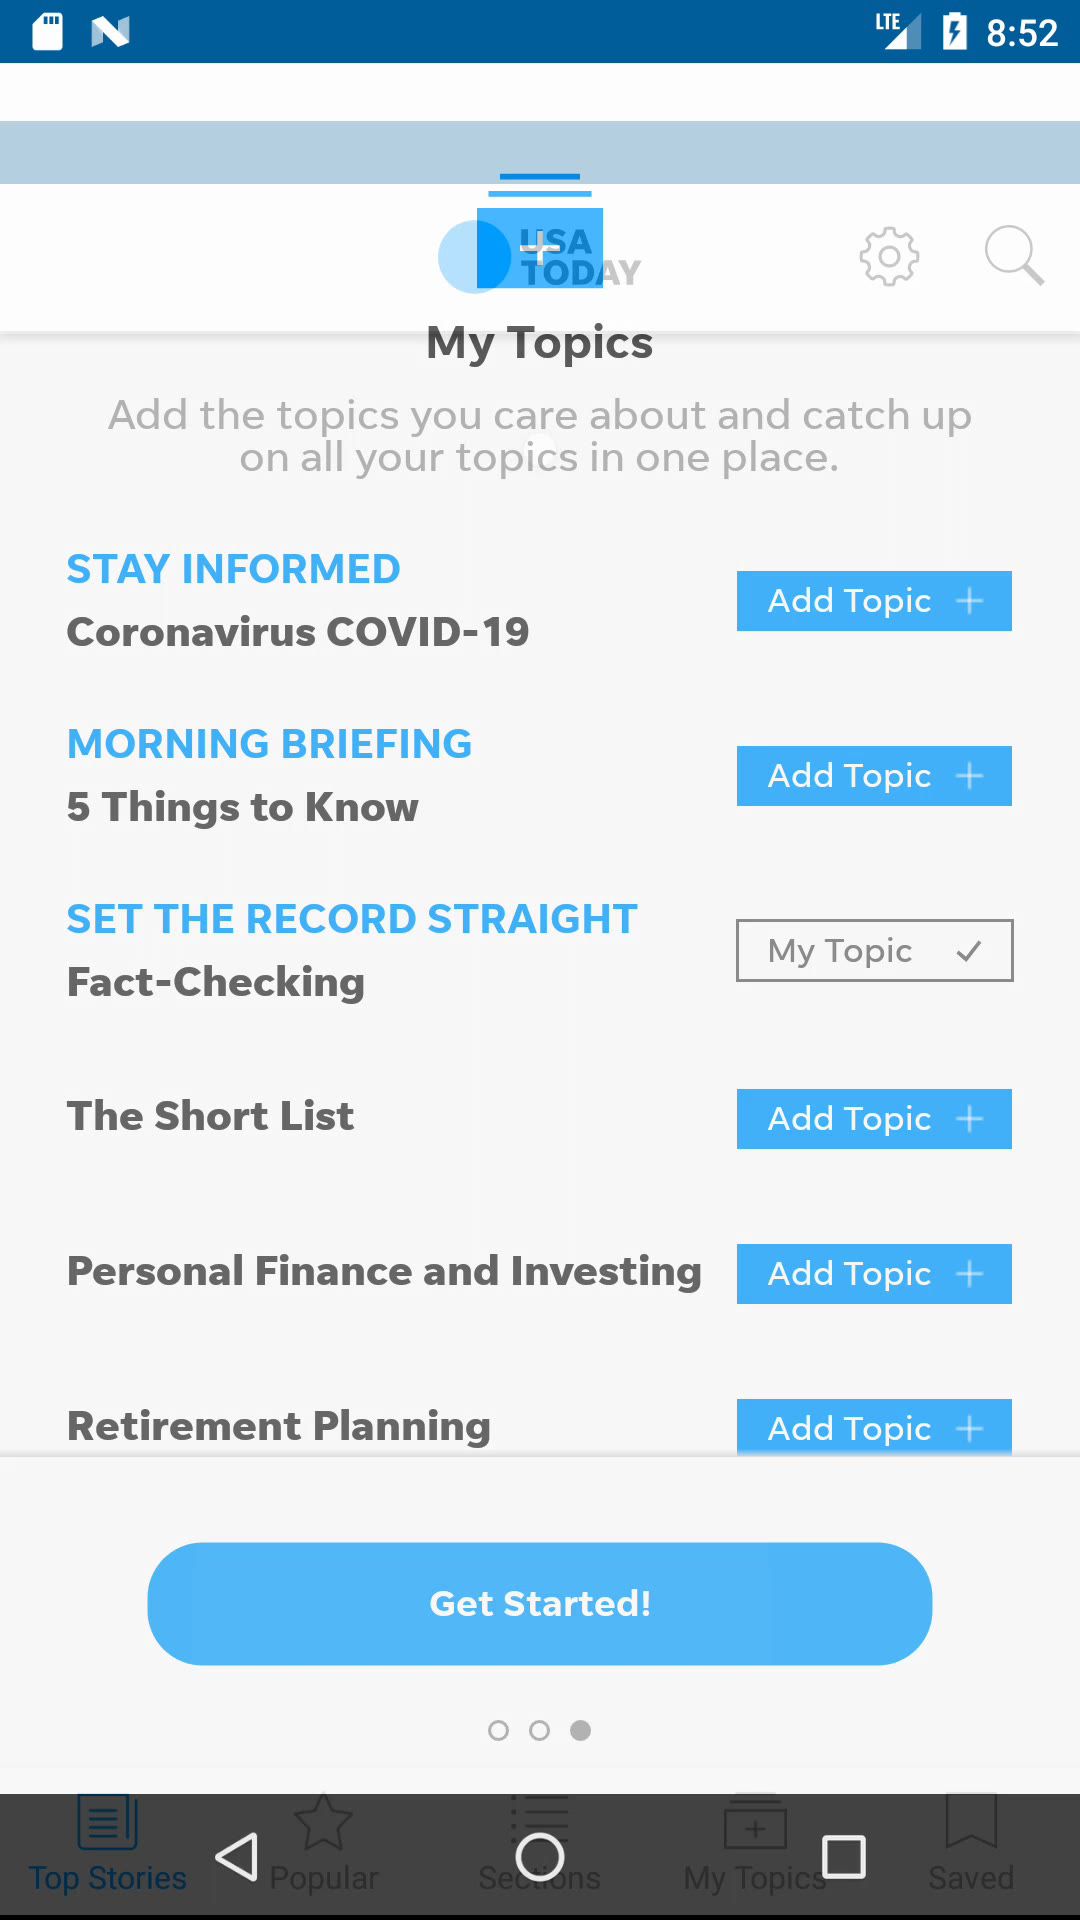 LTE 8:52
USA
TODAY
My Topics
Add the topics you care about and catch up
on all your topics in one place.
STAY INFORMED
Coronavirus COVID-19
Add Topic
MORNING BRIEFING
5 Things to Know
Add Topic
SET THE RECORD STRAIGHT
Fact-Checking
My Topic
The Short List
Add Topic
Personal Finance and Investing
Add Topic
Retirement Planning
Add Topic
Get Started!
Top Stories
Popular
Sections
My Topics
Saved